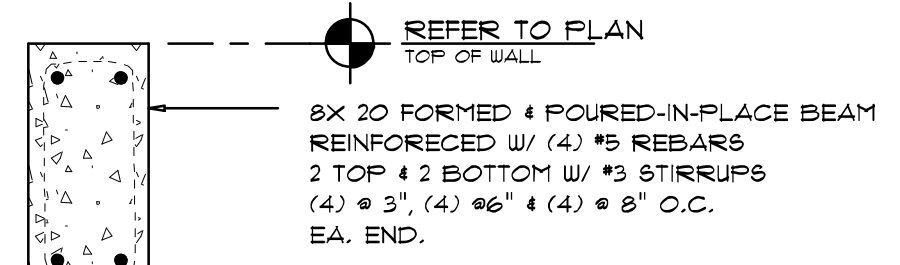 REFER TO PLAN
TOP OF WALL
8X 20 FORMED & POURED-IN-PLACE BEAM
REINFORECED W/ (4) #5 REBARS
2 TOP & 2 BOTTOM W/ #3 STIRRUPS
(4) @ 3", (4) @6" & (4) @ 8" O.C.
EA. END.